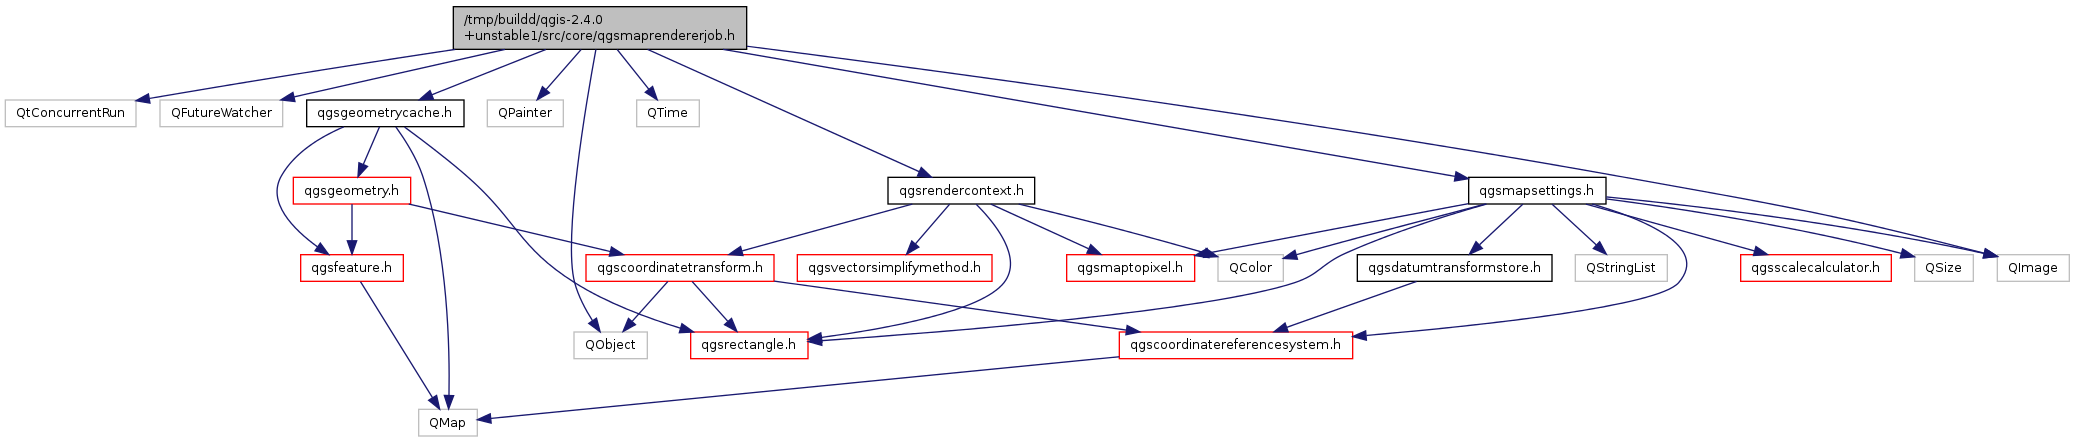 /tmp/buildd/qgis-2.4.0
+unstable1/src/core/qgsmaprendererjob.h
QtConcurrentRun
QFutureWatcher
qgsgeometrycache.h
QPainter
QTime
qgsgeometry.h
qgsrendercontext.h
qgsmapsettings.h
qgsfeature.h
qgscoordinatetransform.h
qgsvectorsimplifymethod.h
qgsmaptopixel.h
QColor
qgsdatumtransformstore.h
QStringList
qgsscalecalculator.h
QSize
QImage
QObject
qgsrectangle.h
qgscoordinatereferencesystem.h
QMap